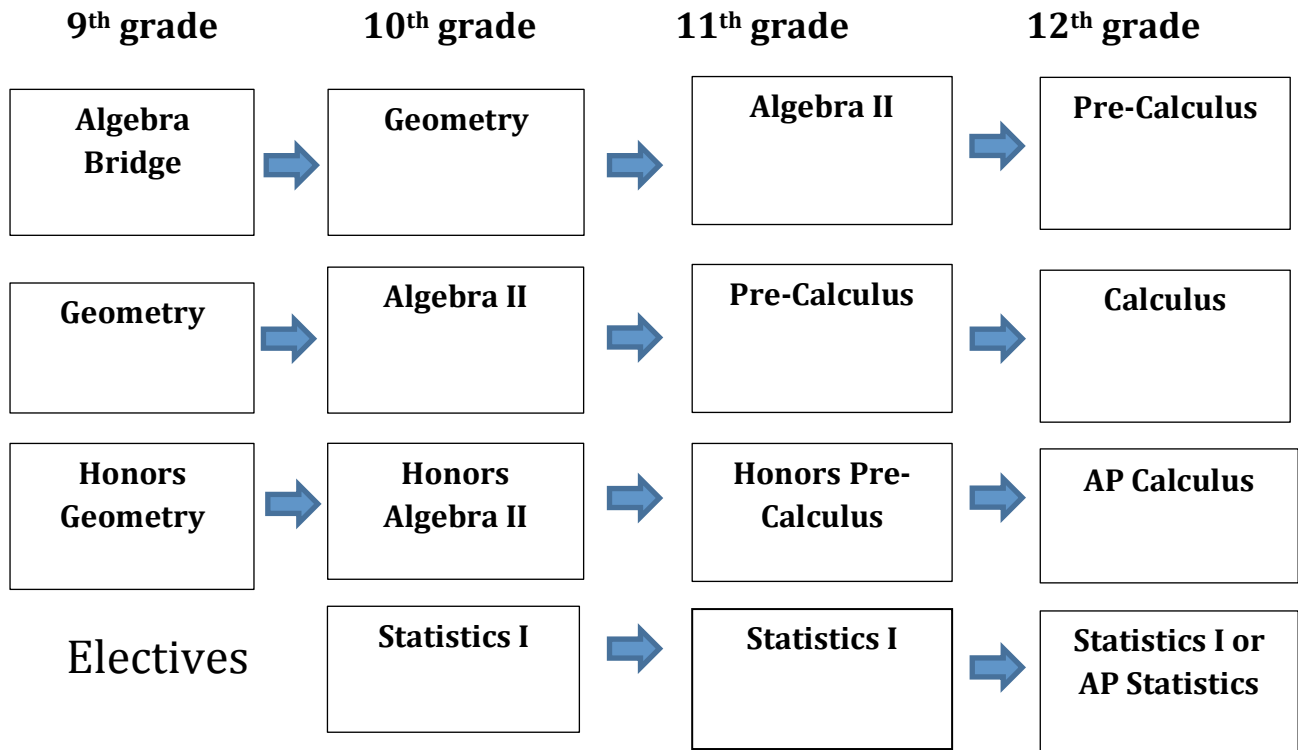 9th grade 10th grade 11th grade 12th grade
Algebra
Bridge
Geometry
Algebra II
Pre-Calculus
Geometry
Algebra II
Pre-Calculus
Calculus
Honors
Geometry
Honors
Algebra II
Honors Pre-
Calculus
AP Calculus
Electives
Statistics I
Statistics I
Statistics I or
AP Statistics